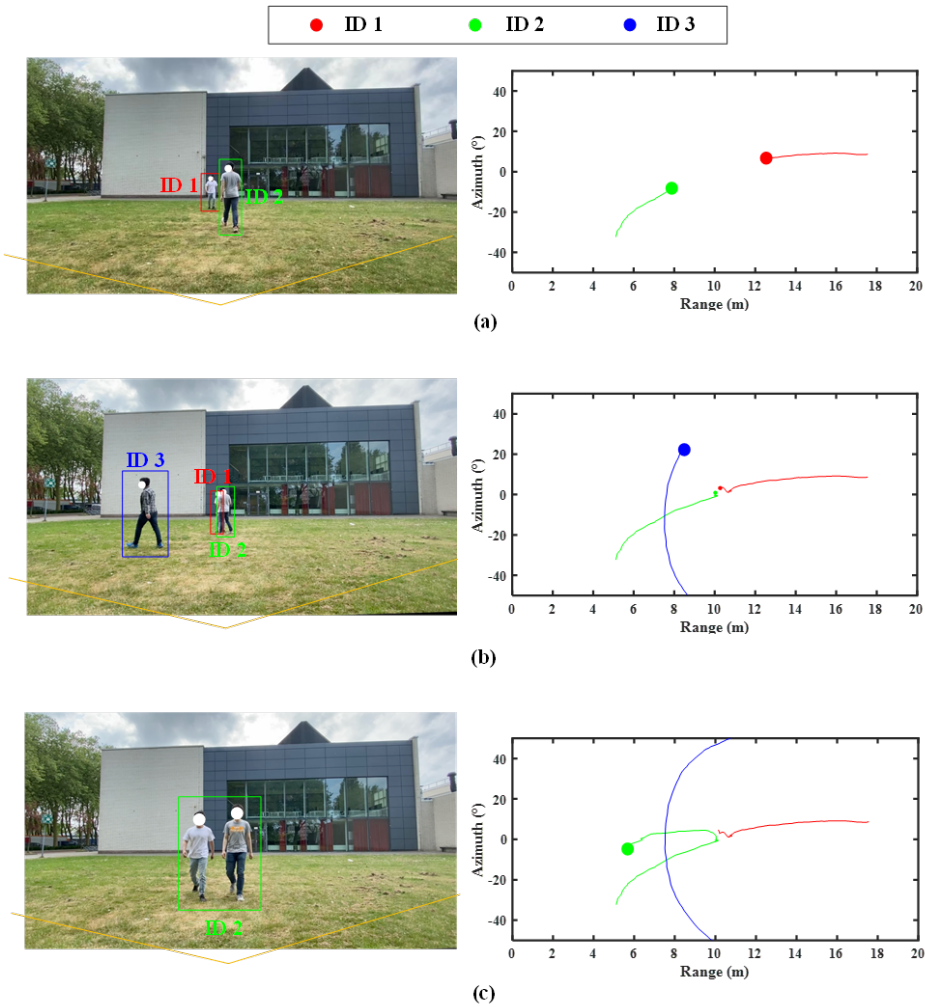 ID 1 ID 2 ID 3
ID 1
ID 2
Azimuth (°)
40
20
0
-20
-40
0 2 4 6 8 10 12 14 16 18 20
Range (m)
(a)
ID 3
ID 1
ID 2
Azimuth (°)
40
20
0
-20
-40
0 2 4 6 8 10 12 14 16 18 20
Range (m)
(b)
ID 2
Azimuth (°)
40
20
0
-20
-40
0 2 4 6 8 10 12 14 16 18 20
Range (m)
(c)